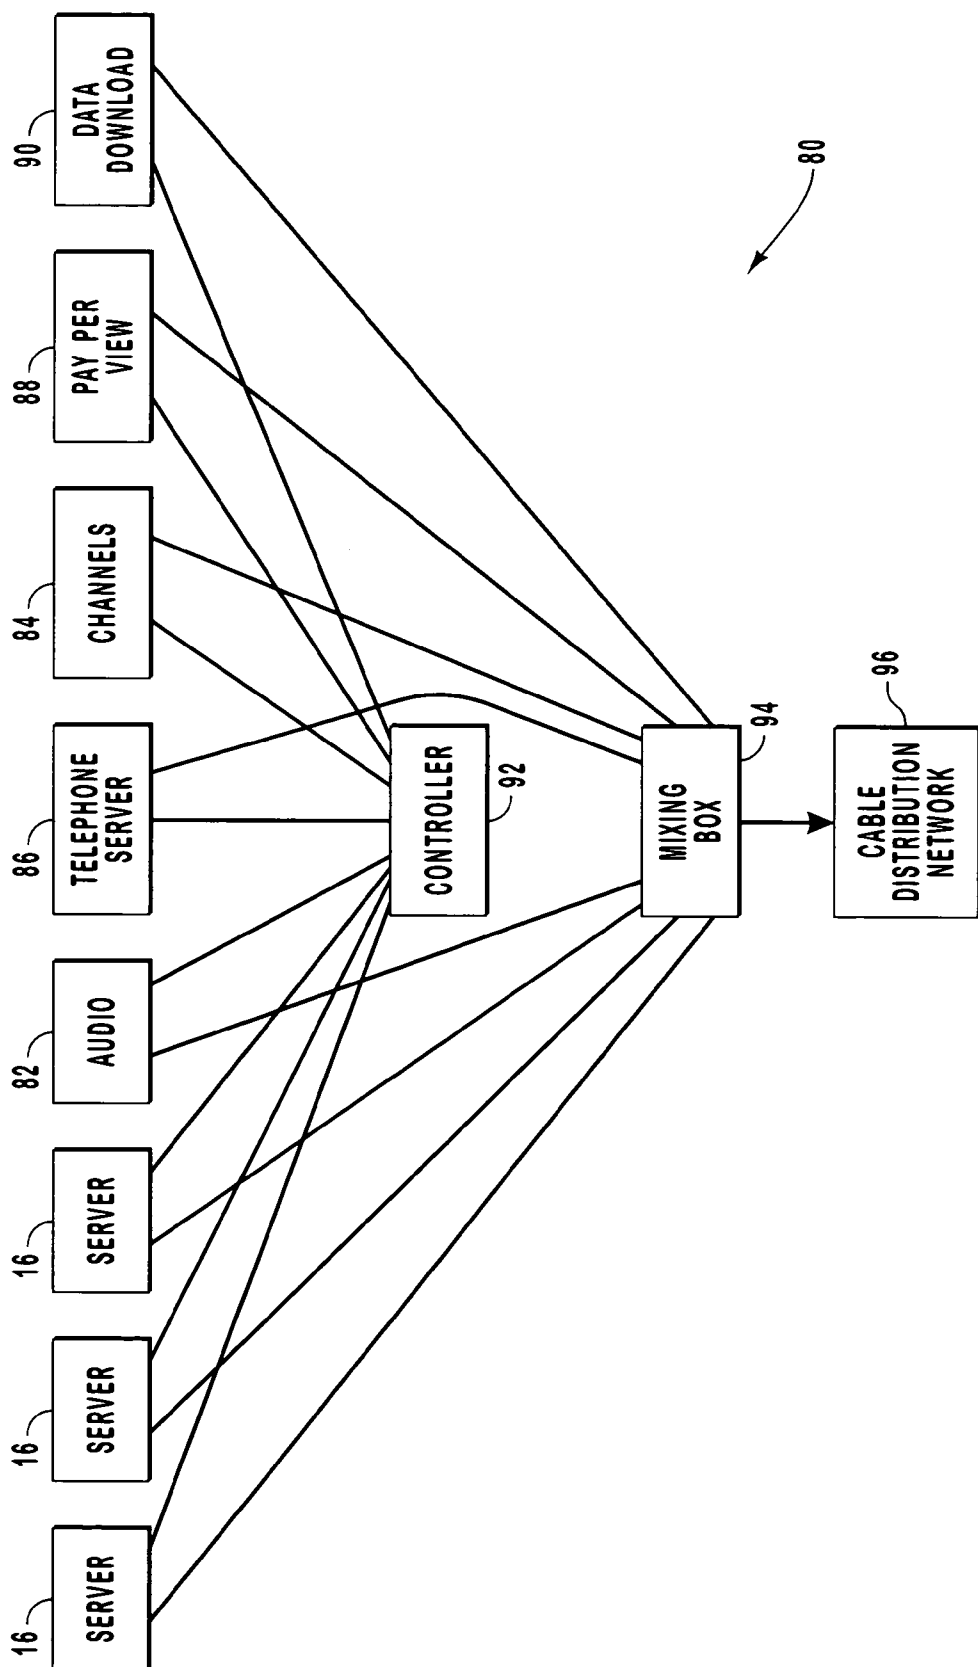 16
SERVER
16
SERVER
16
SERVER
82
AUDIO
86
TELEPHONE
SERVER
84
CHANNELS
88
PAY PER
VIEW
90
DATA
DOWNLOAD
CONTROLLER
92
80
MIXING
BOX
94
CABLE
DISTRIBUTION
NETWORK
96